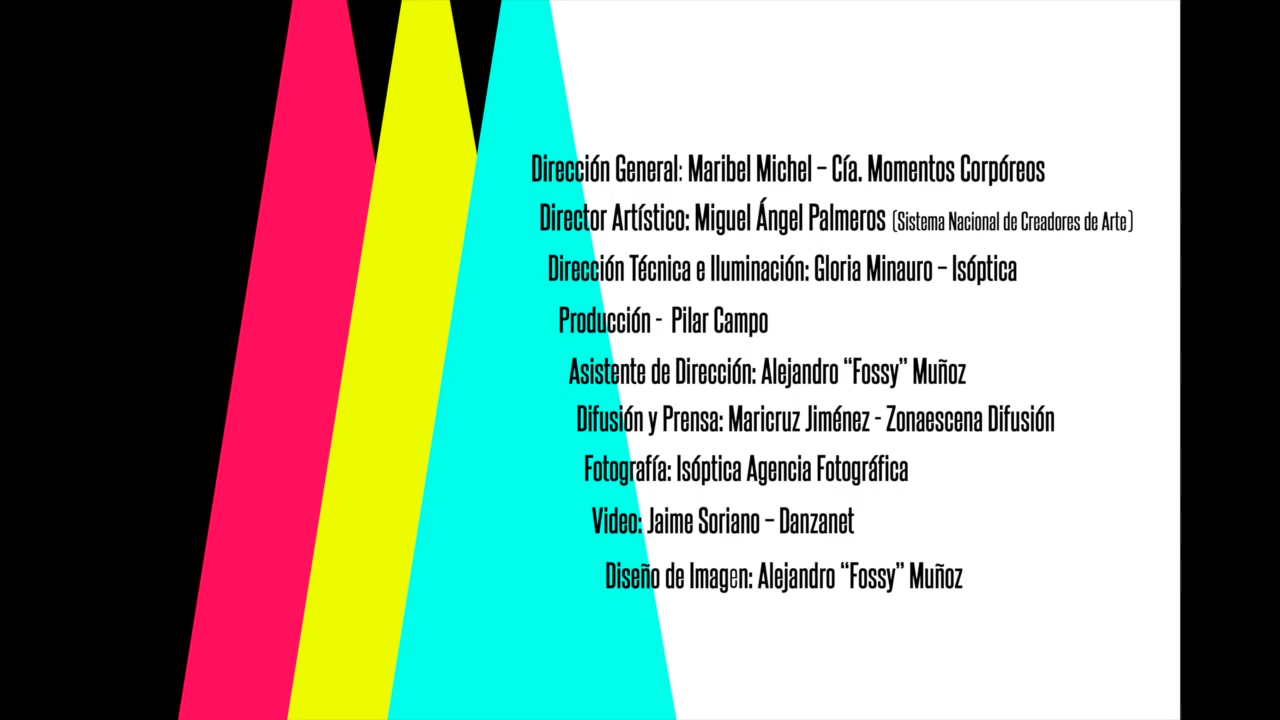 Dirección General: Maribel Michel – Cía. Momentos Corpóreos
Director Artístico: Miguel Ángel Palmeros (Sistema Nacional de Creadores de Arte)
Dirección Técnica e Iluminación: Gloria Minauro – Isóptica
Producción - Pilar Campo
Asistente de Dirección: Alejandro “Fossy” Muñoz
Difusión y Prensa: Maricruz Jiménez - Zonaescena Difusión
Fotografía: Isóptica Agencia Fotográfica
Video: Jaime Soriano – Danzanet
Diseño de Imagen: Alejandro “Fossy” Muñoz